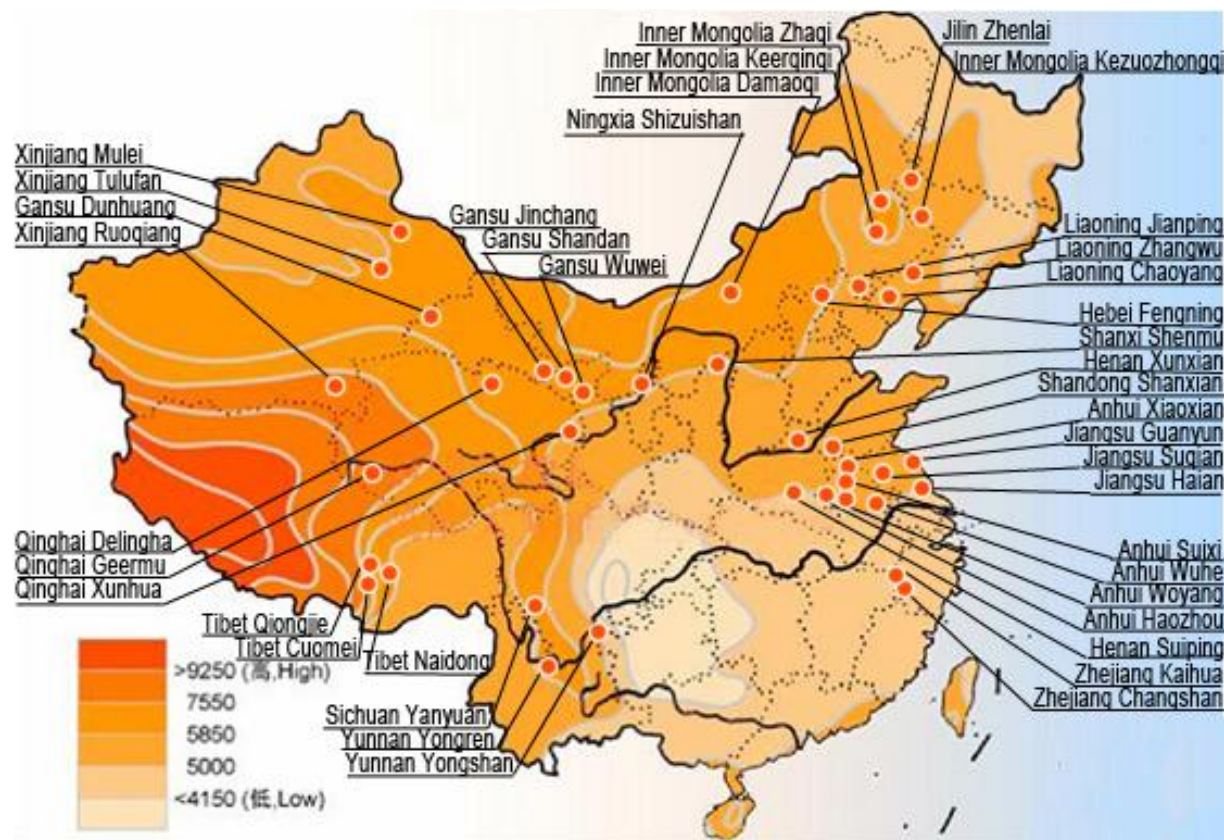 Inner Mongolia Zhaqi
Jilin Zhenlai
Inner Mongolia Keerqinqi
Inner Mongolia Kezuozhongqi
Inner Mongolia Damaoqi
Ningxia Shizuishan
Xinjiang Mulei
Xinjiang Tulufan
Gansu Dunhuang
Xinjiang Ruoqiang
Gansu Jinchang
Gansu Shandan
Gansu Wuwei
Liaoning Jianping
Liaoning Zhangwu
Liaoning Chaoyang
Hebei Fengning
Shanxi Shenmu
Henan Xunxian
Shandong Shanxian
Anhui Xiaoxian
Jiangsu Guanyun
Jiangsu Suqian
Jiangsu Haian
Qinghai Delingha
Qinghai Geermu
Qinghai Xunhua
Anhui Suixi
Anhui Wuhe
Anhui Woyang
Anhui Haozhou
Henan Suiping
Zhejiang Kaihua
Zhejiang Changshan
Tibet Qiongjie
Tibet Cuomei
Tibet Naidong
Sichuan Yanyuan
Yunnan Yongren
Yunnan Yongshan
>9250 (高,High)
7550
5850
5000
<4150 (低,Low)